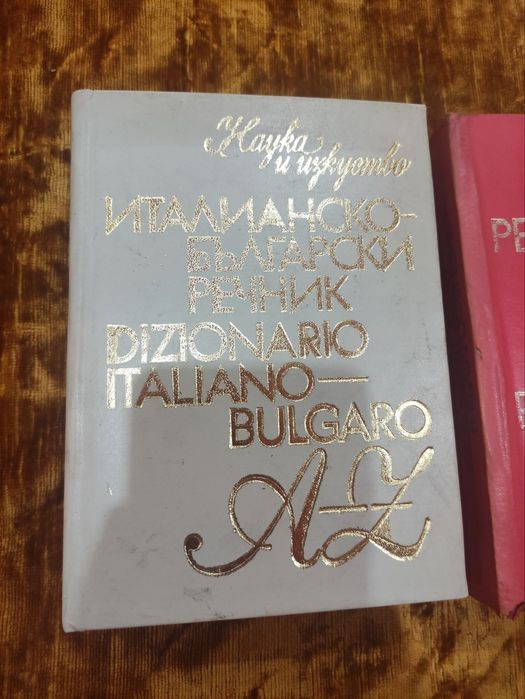 Наука
и изкуство
ИТАЛИАНСКО-
БЪЛГАРСКИ
РЕЧНИК
DIZIONARIO
ITALIANO—
BULGARO
A—Z